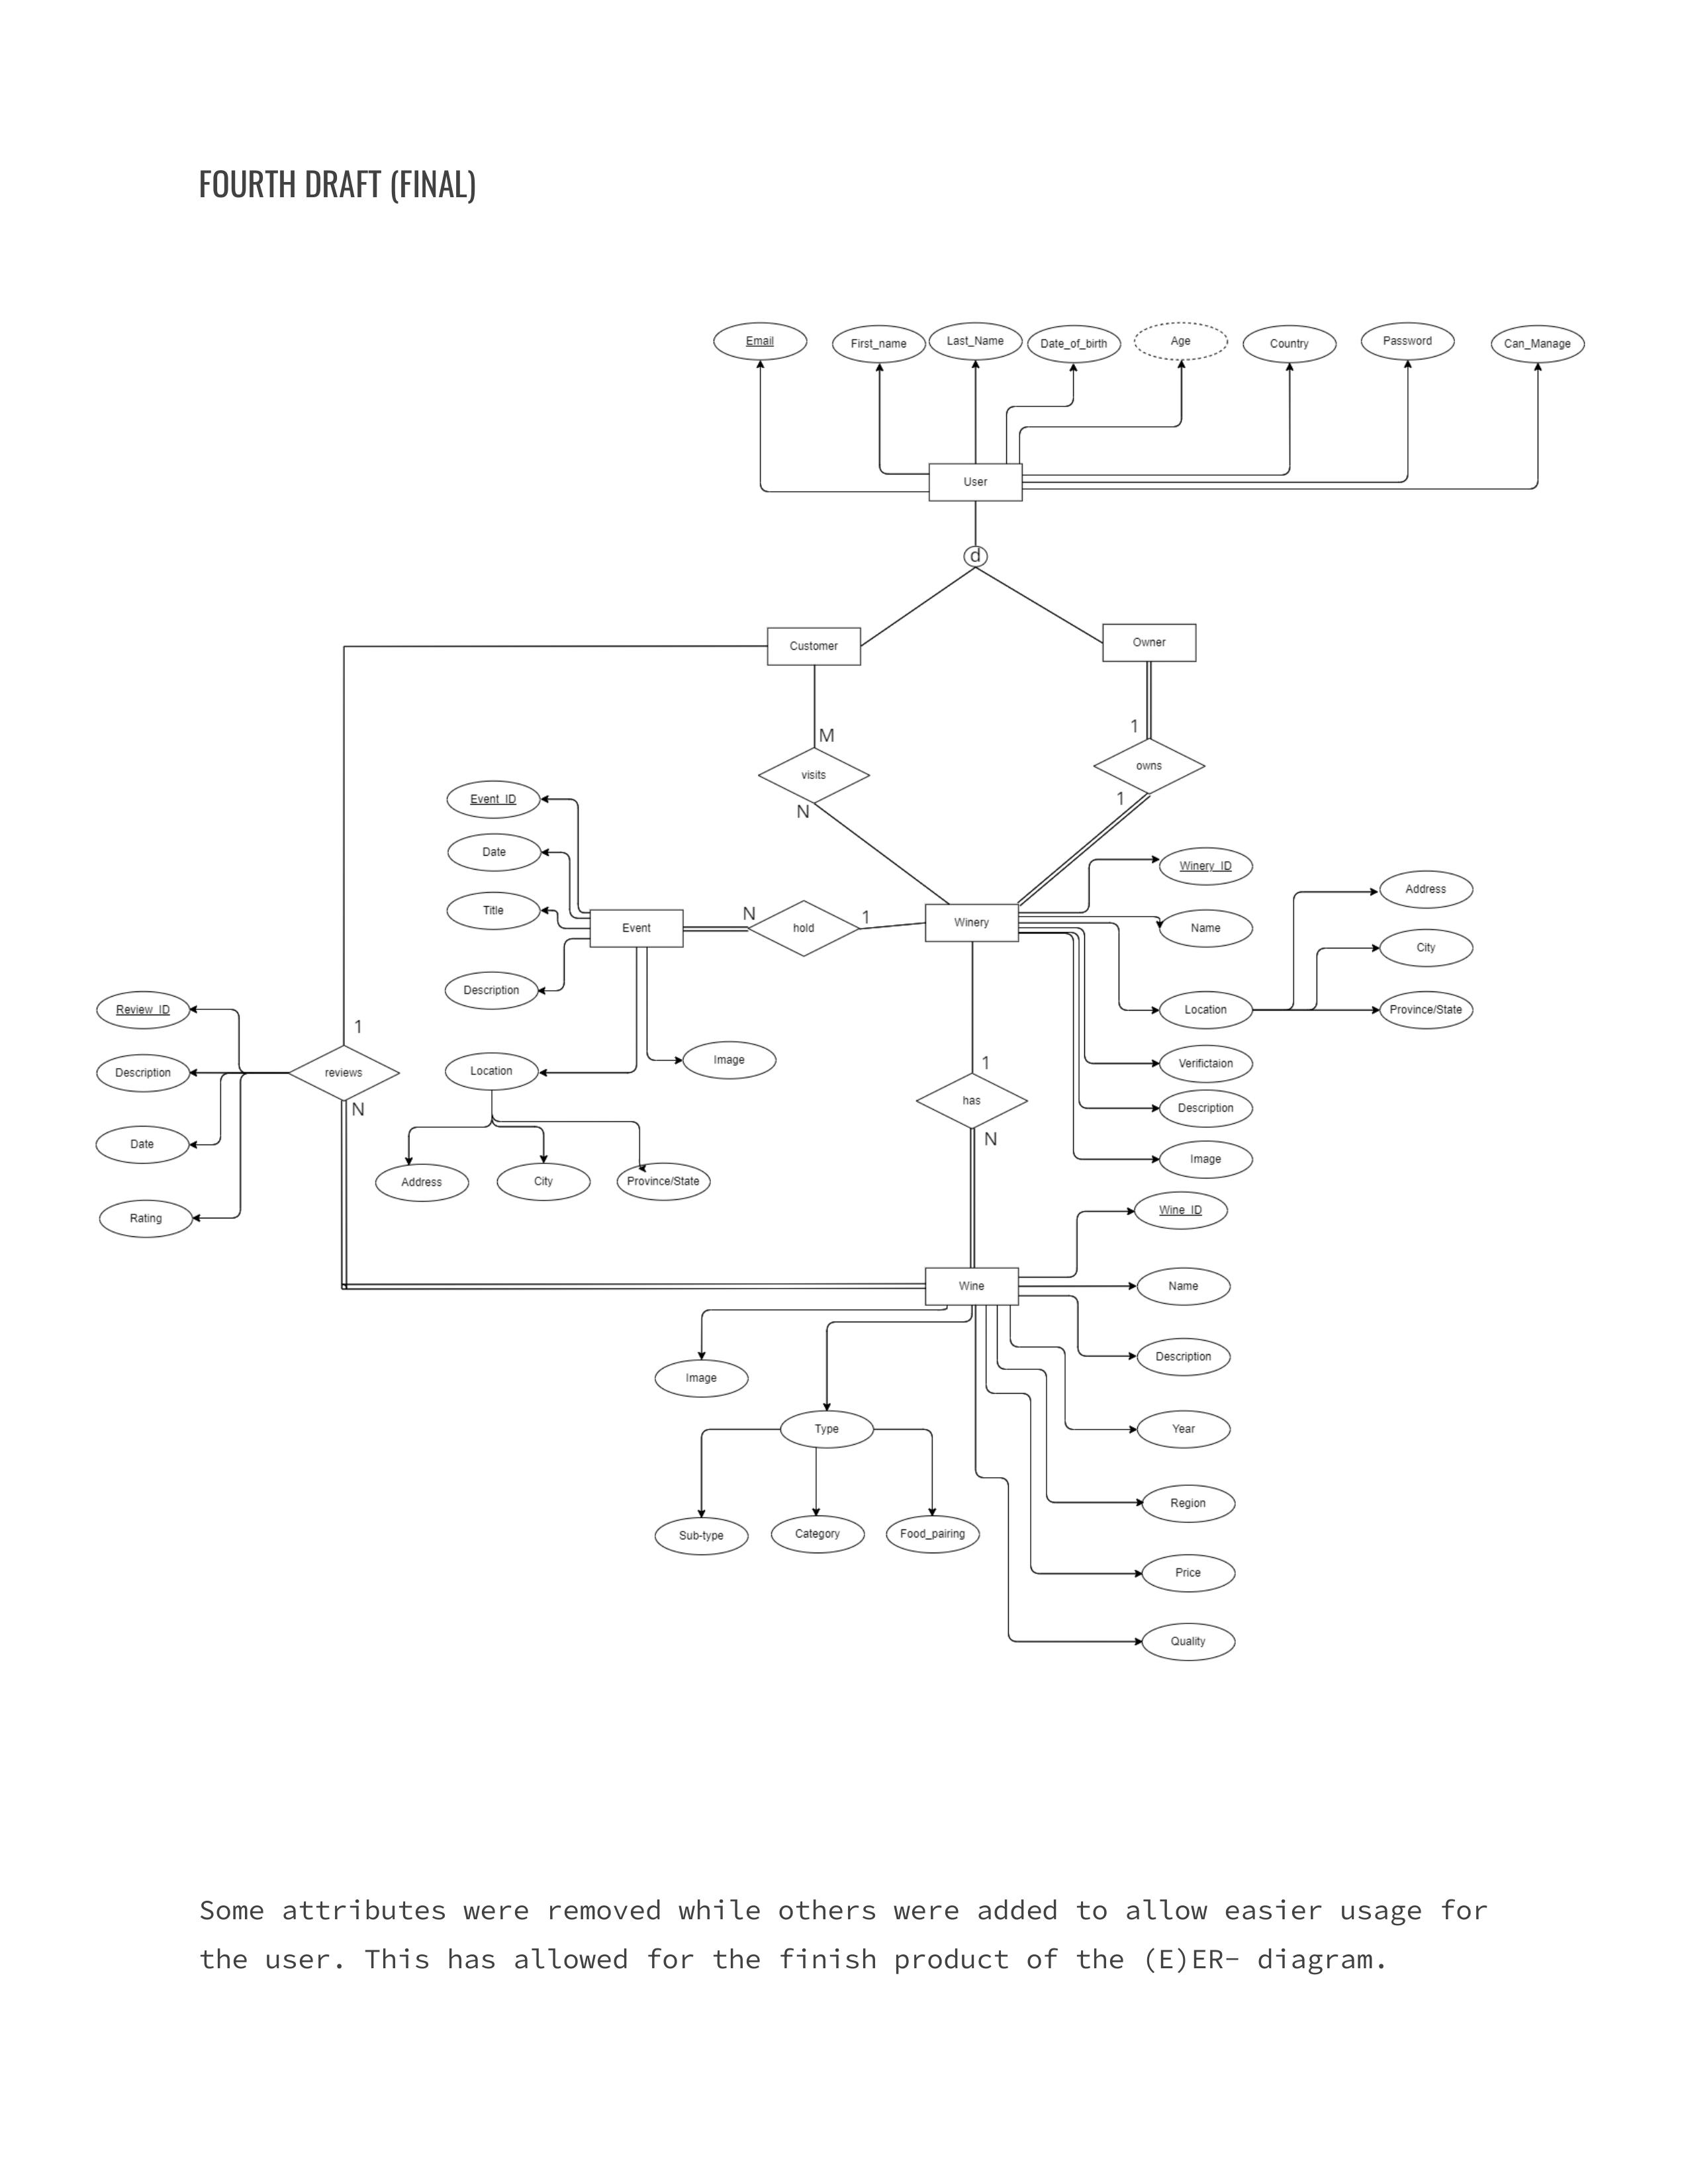 FOURTH DRAFT (FINAL)
Email
First_name
Last_Name
Date_of_birth
Age
Country
Password
Can_Manage
User
d
Customer
Owner
M
visits
N
1
owns
1
Event_ID
Date
Title
Description
Event
N
hold
1
Winery
Winery_ID
Name
Location
Address
City
Province/State
Verifictaion
Description
Image
Location
Image
Address
City
Province/State
Review_ID
Description
Date
Rating
1
reviews
N
1
has
N
Wine
Wine_ID
Name
Description
Year
Region
Price
Quality
Image
Type
Sub-type
Category
Food_pairing
Some attributes were removed while others were added to allow easier usage for
the user. This has allowed for the finish product of the (E)ER- diagram.